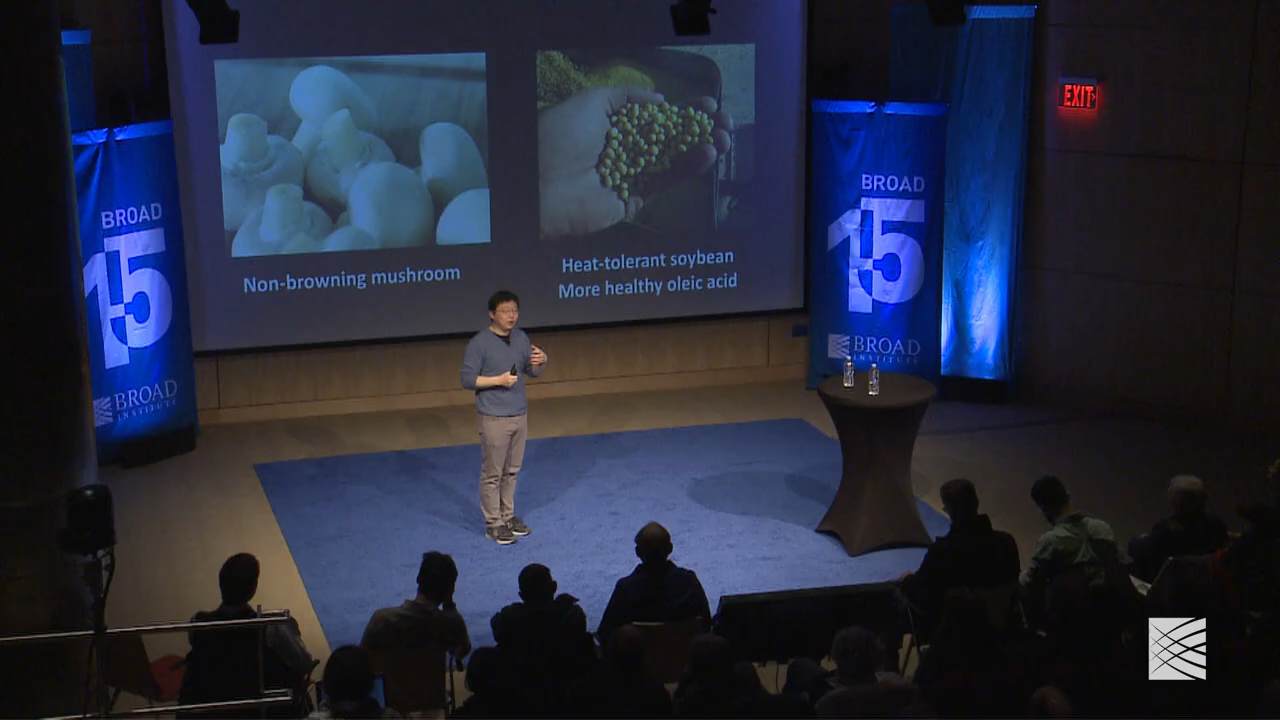 Non-browning mushroom
Heat-tolerant soybean
More healthy oleic acid
BROAD
15
BROAD
INSTITUTE
BROAD
15
BROAD
INSTITUTE
EXIT